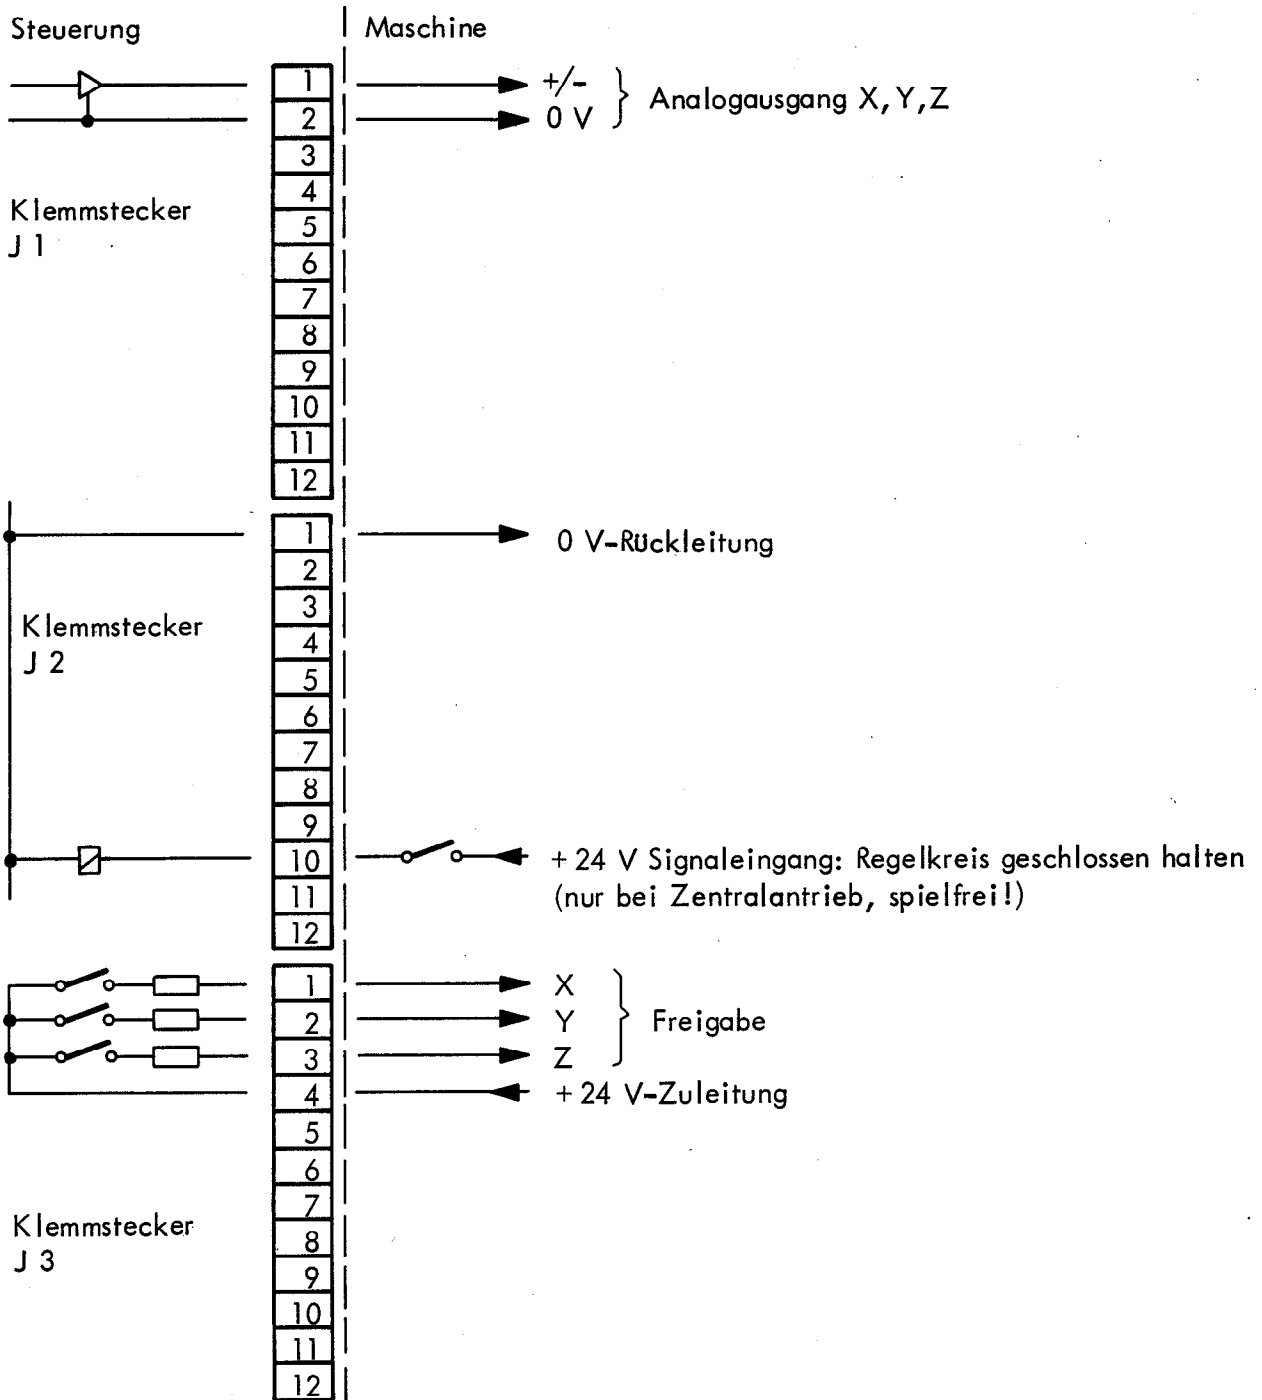 Steuerung
Maschine
1
+/-
2
0 V
Analogausgang X, Y, Z
3
4
Klemmstecker
J 1
5
6
7
8
9
10
11
12
1
0 V-Rückleitung
2
3
Klemmstecker
J 2
4
5
6
7
8
9
10
+ 24 V Signaleingang: Regelkreis geschlossen halten
(nur bei Zentralantrieb, spielfrei!)
11
12
1
X
2
Y
Freigabe
3
Z
4
+ 24 V-Zuleitung
5
6
7
Klemmstecker
J 3
8
9
10
11
12